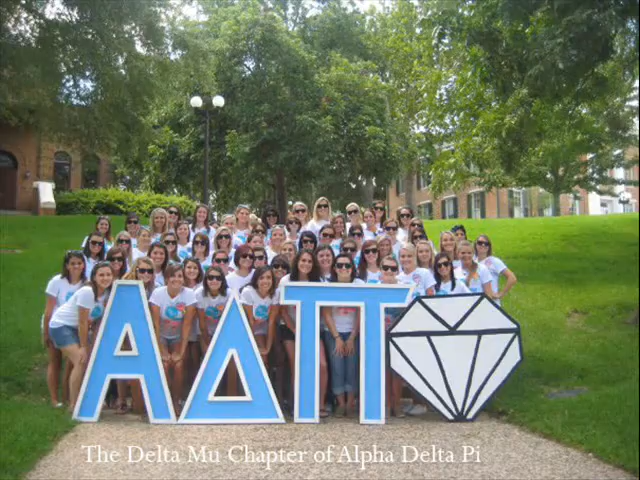 ΑΔΠ
The Delta Mu Chapter of Alpha Delta Pi